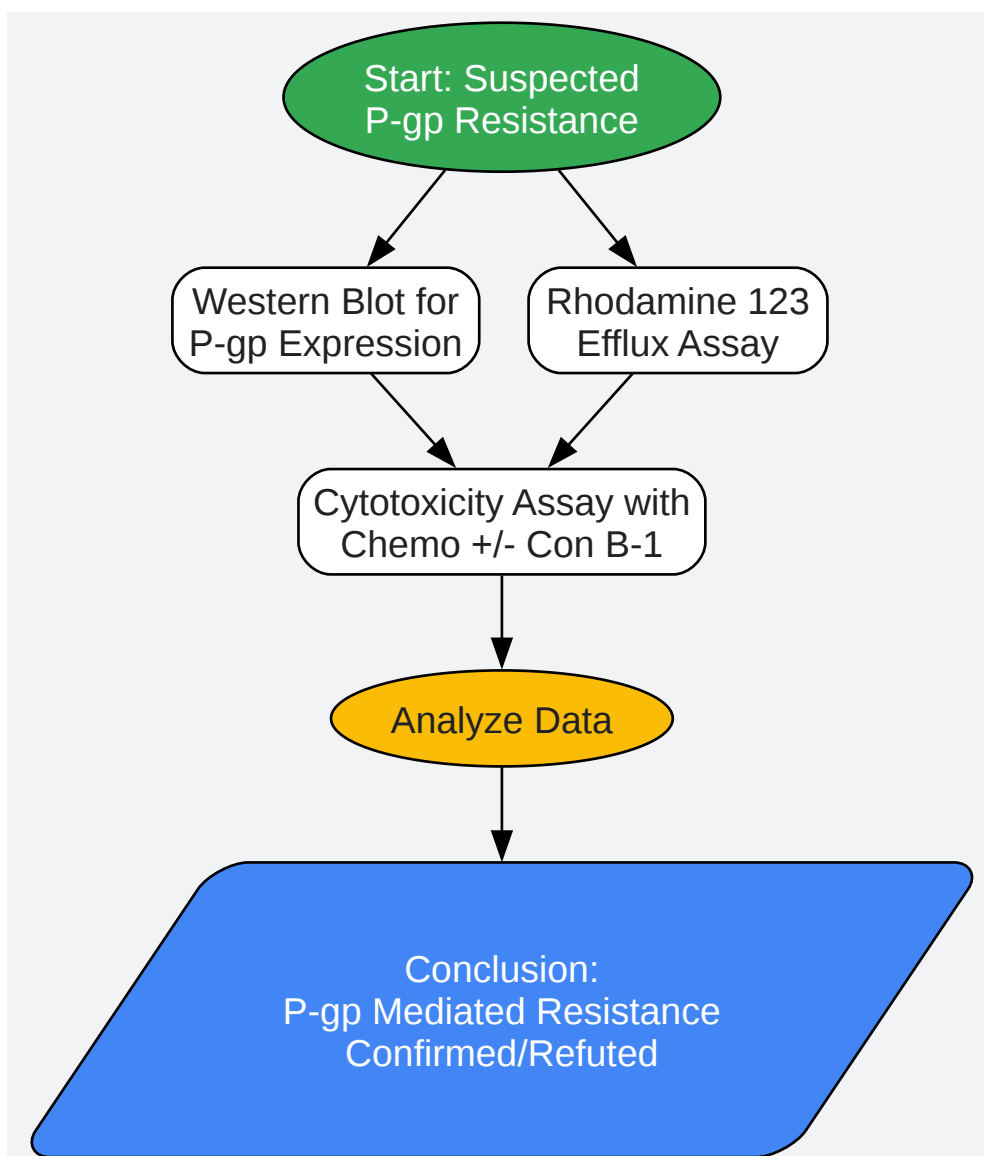 Start: Suspected
P-gp Resistance
Western Blot for
P-gp Expression
Rhodamine 123
Efflux Assay
Cytotoxicity Assay with
Chemo +/- Con B-1
Analyze Data
Conclusion:
P-gp Mediated Resistance
Confirmed/Refuted